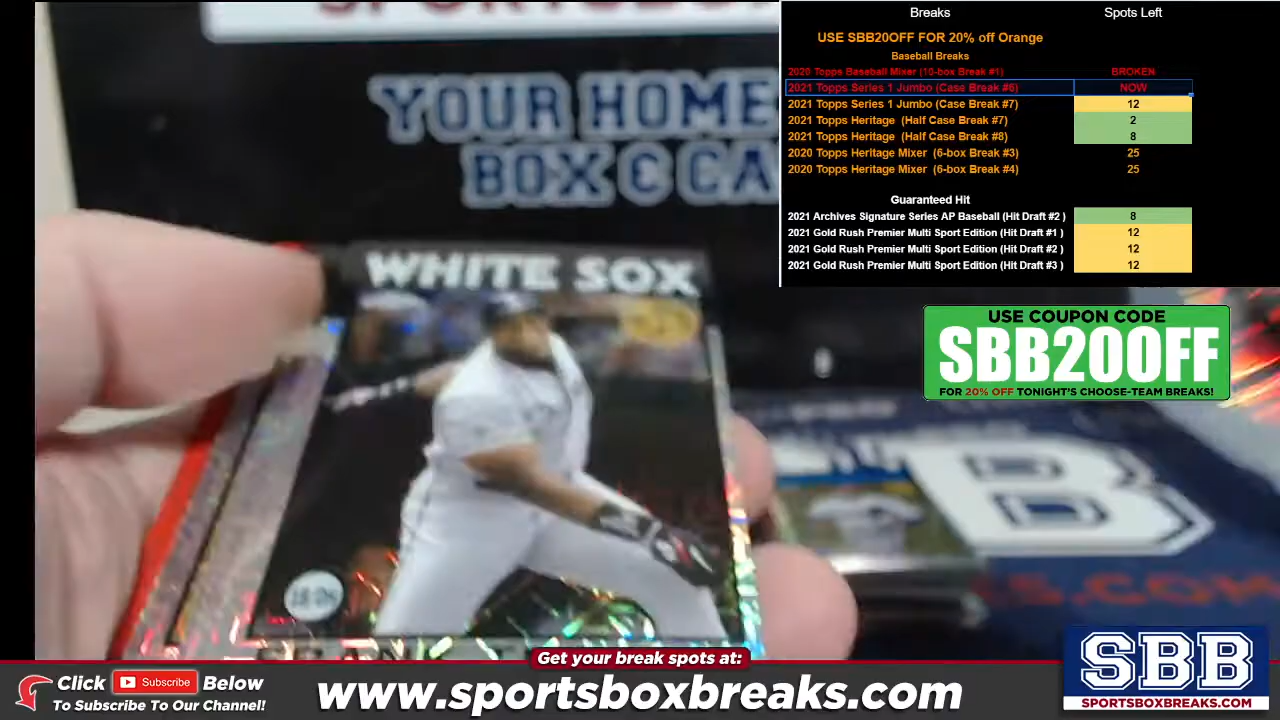 YOUR HOME
BOX & CA
WHITE SOX
Breaks Spots Left
USE SBB20OFF FOR 20% off Orange
Baseball Breaks
2020 Topps Baseball Mixer (10-box Break #1) BROKEN
2021 Topps Series 1 Jumbo (Case Break #6) NOW
2021 Topps Series 1 Jumbo (Case Break #7) 12
2021 Topps Heritage (Half Case Break #7) 2
2021 Topps Heritage (Half Case Break #8) 8
2020 Topps Heritage Mixer (6-box Break #3) 25
2020 Topps Heritage Mixer (6-box Break #4) 25
Guaranteed Hit
2021 Archives Signature Series AP Baseball (Hit Draft #2 ) 8
2021 Gold Rush Premier Multi Sport Edition (Hit Draft #1 ) 12
2021 Gold Rush Premier Multi Sport Edition (Hit Draft #2 ) 12
2021 Gold Rush Premier Multi Sport Edition (Hit Draft #3 ) 12
USE COUPON CODE
SBB20OFF
FOR 20% OFF TONIGHT'S CHOOSE-TEAM BREAKS!
B
Get your break spots at:
Click Subscribe Below
To Subscribe To Our Channel!
www.sportsboxbreaks.com
SBB
SPORTSBOXBREAKS.COM